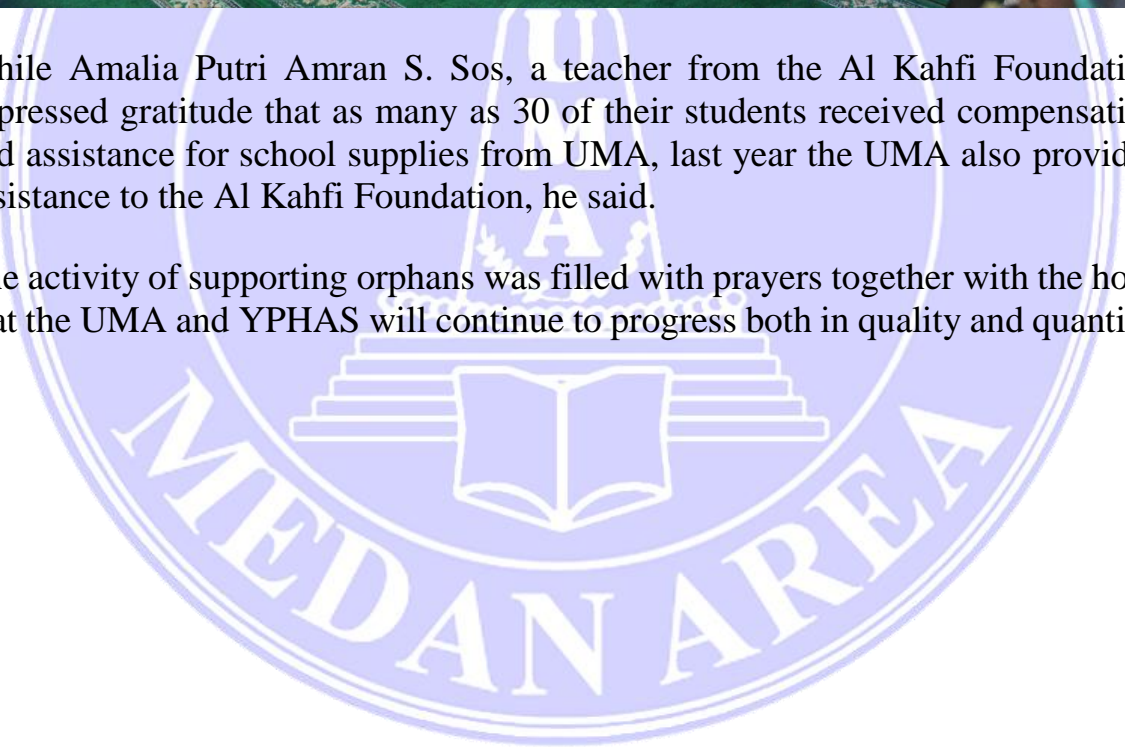 hile Amalia Putri Amran S. Sos, a teacher from the Al Kahfi Foundati
pressed gratitude that as many as 30 of their students received compensati
d assistance for school supplies from UMA, last year the UMA also provid
sistance to the Al Kahfi Foundation, he said.
e activity of supporting orphans was filled with prayers together with the ho
at the UMA and YPHAS will continue to progress both in quality and quanti
U
M
A
MEDAN AREA